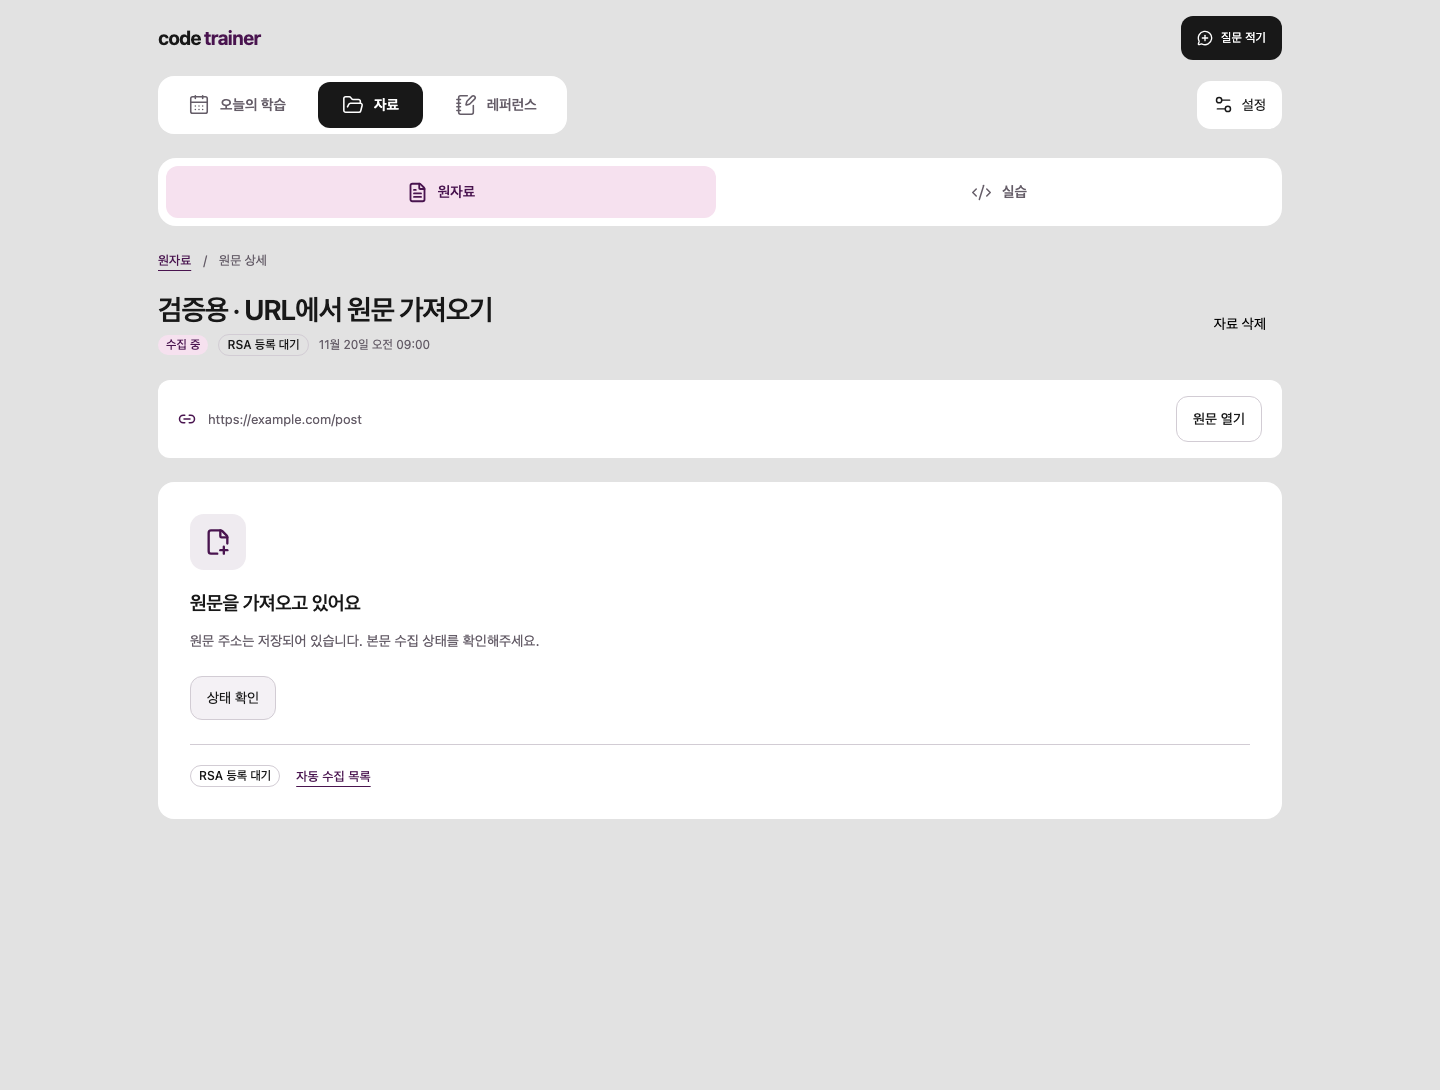 code trainer
질문 적기
오늘의 학습
자료
레퍼런스
설정
원자료
실습
원자료 / 원문 상세
검증용 · URL에서 원문 가져오기
자료 삭제
수집 중
RSA 등록 대기
11월 20일 오전 09:00
https://example.com/post
원문 열기
원문을 가져오고 있어요
원문 주소는 저장되어 있습니다. 본문 수집 상태를 확인해주세요.
상태 확인
RSA 등록 대기
자동 수집 목록